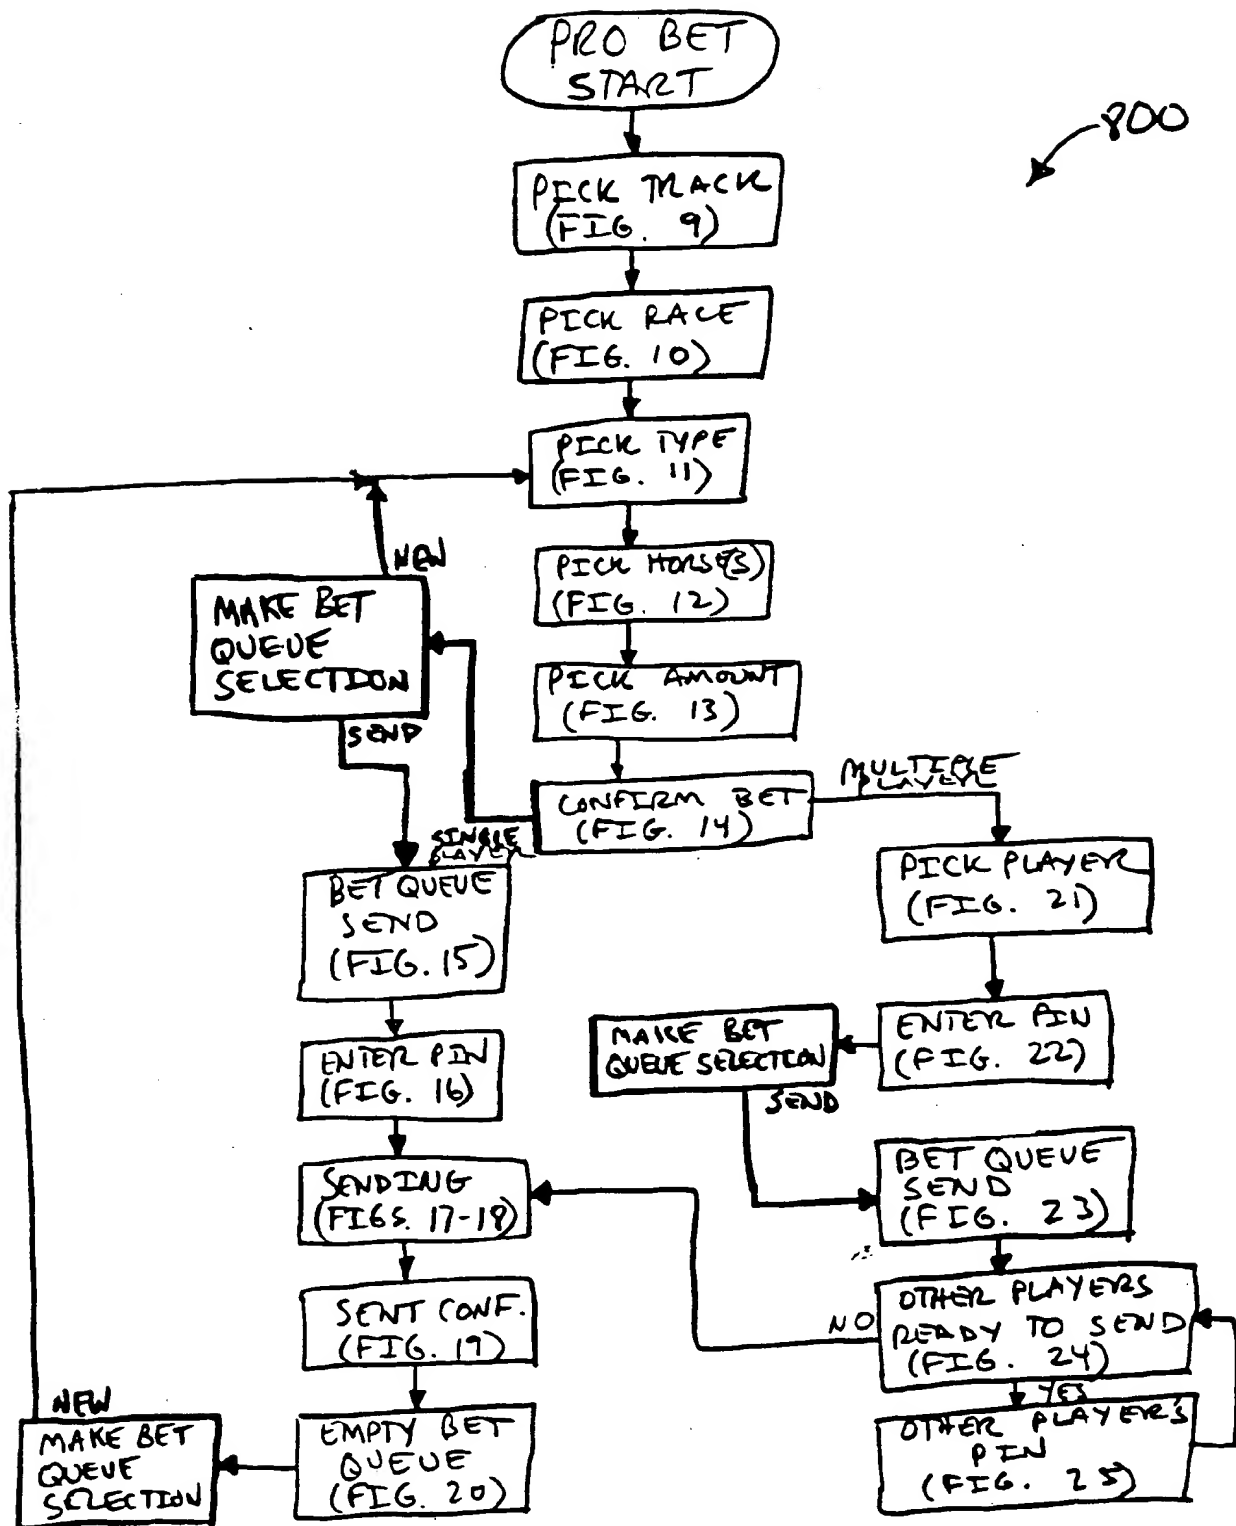 PRO BET
START
800
PICK TRACK
(FIG. 9)
PICK RACE
(FIG. 10)
PICK TYPE
(FIG. 11)
PICK HORSE(S)
(FIG. 12)
PICK AMOUNT
(FIG. 13)
CONFIRM BET
(FIG. 14)
NEW
MAKE BET
QUEUE
SELECTION
SEND
SINGLE
PLAYER
BET QUEUE
SEND
(FIG. 15)
ENTER PIN
(FIG. 16)
SENDING
(FIGS. 17-18)
SENT CONF.
(FIG. 19)
EMPTY BET
QUEUE
(FIG. 20)
NEW
MAKE BET
QUEUE
SELECTION
MULTIPLE
PLAYER
PICK PLAYER
(FIG. 21)
ENTER PIN
(FIG. 22)
MAKE BET
QUEUE SELECTION
SEND
BET QUEUE
SEND
(FIG. 23)
OTHER PLAYERS
READY TO SEND
(FIG. 24)
NO
YES
OTHER PLAYER'S
PIN
(FIG. 25)